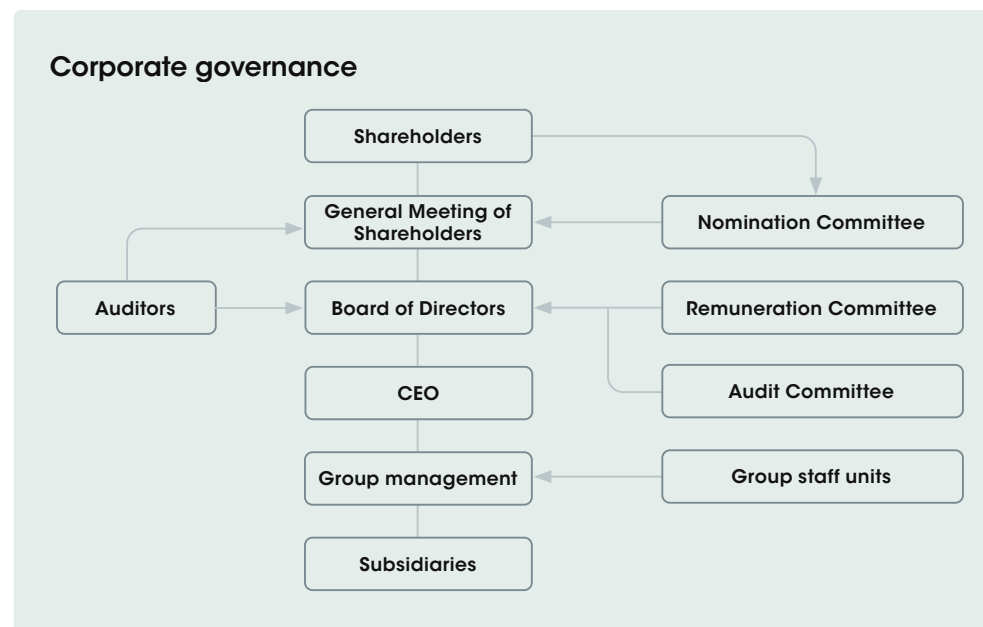 Corporate governance
Shareholders
General Meeting of
Shareholders
Nomination Committee
Auditors
Board of Directors
Remuneration Committee
CEO
Audit Committee
Group management
Group staff units
Subsidiaries